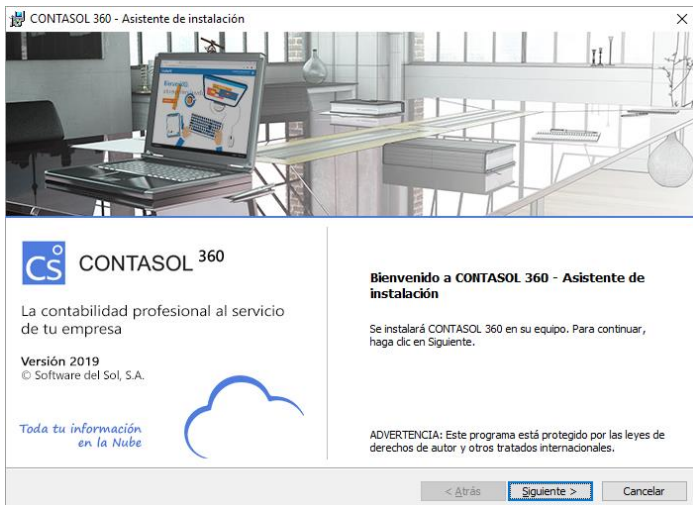 CONTASOL 360 - Asistente de instalación
CS
CONTASOL 360
La contabilidad profesional al servicio
de tu empresa
Versión 2019
© Software del Sol, S.A.
Toda tu información
en la Nube
Bienvenido a CONTASOL 360 - Asistente de
instalación
Se instalará CONTASOL 360 en su equipo. Para continuar,
haga clic en Siguiente.
ADVERTENCIA: Este programa está protegido por las leyes de
derechos de autor y otros tratados internacionales.
< Atrás
Siguiente >
Cancelar